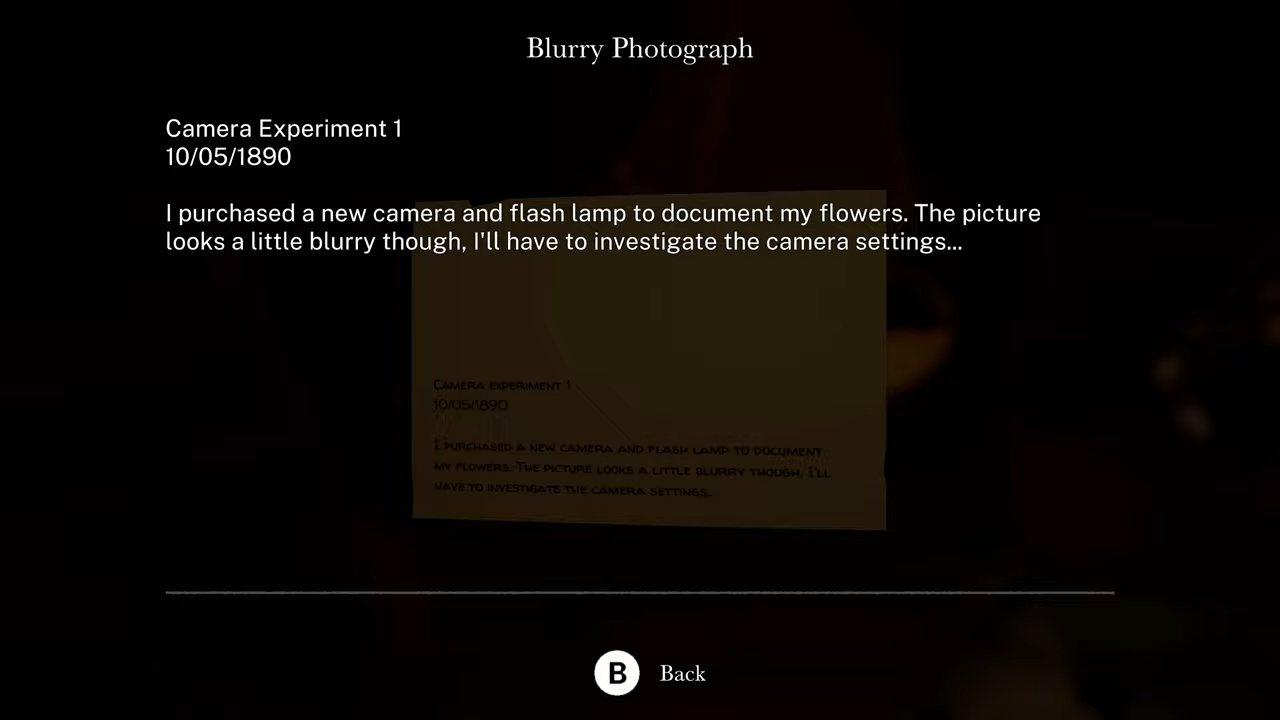 Blurry Photograph
Camera Experiment 1
10/05/1890
I purchased a new camera and flash lamp to document my flowers. The picture
looks a little blurry though, I'll have to investigate the camera settings...
Camera experiment 1
10/05/1890
I purchased a new camera and flash lamp to document
my flowers. The picture looks a little blurry though, I'll
have to investigate the camera settings...
B Back